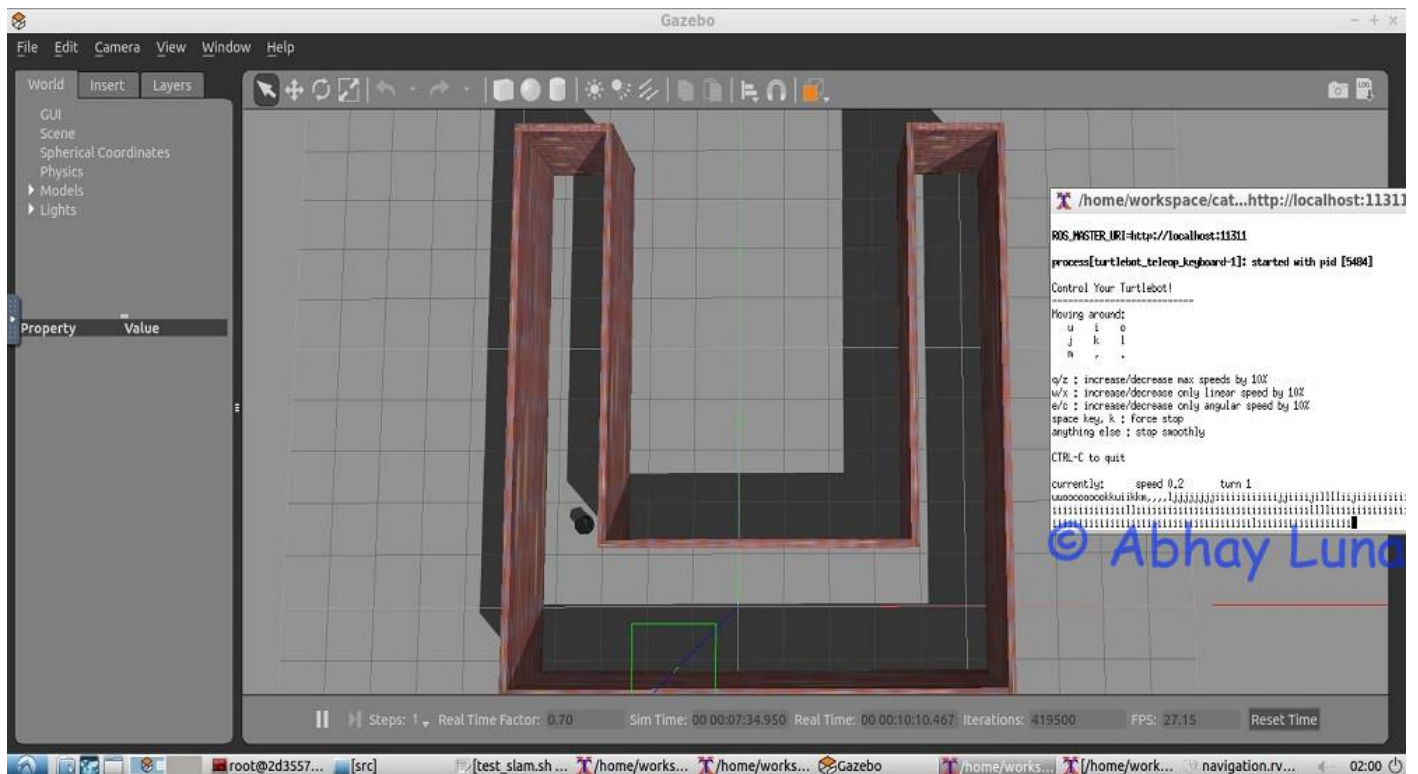 Gazebo
File Edit Camera View Window Help
World Insert Layers
GUI
Scene
Spherical Coordinates
Physics
Models
Lights
Property Value
/home/workspace/cat...http://localhost:11311
ROS_MASTER_URI=http://localhost:11311
process[turtlebot_teleop_keyboard-1]: started with pid [5484]
Control Your Turtlebot!
---------------------------
Moving around:
u i o
j k l
m , .
q/z : increase/decrease max speeds by 10%
w/x : increase/decrease only linear speed by 10%
e/c : increase/decrease only angular speed by 10%
space key, k : force stop
anything else : stop smoothly
CTRL-C to quit
currently: speed 0.2 turn 1
© Abhay Luna
Steps: 1 Real Time Factor: 0.70 Sim Time: 00 00:07:34.950 Real Time: 00 00:10:10.467 Iterations: 419500 FPS: 27.15 Reset Time
root@2d3557... [src] [test_slam.sh ... /home/works... /home/works... Gazebo /home/works... [/home/work... navigation.rv... 02:00